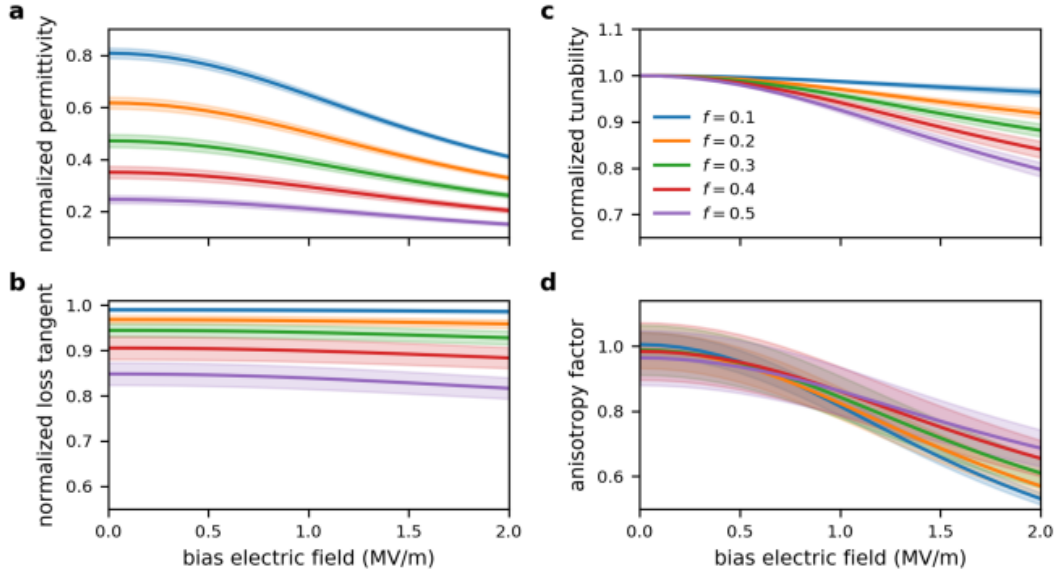 a
normalized permittivity
0.8
0.6
0.4
0.2
c
normalized tunability
1.1
1.0
0.9
0.8
0.7
f = 0.1
f = 0.2
f = 0.3
f = 0.4
f = 0.5
b
normalized loss tangent
1.0
0.9
0.8
0.7
0.6
0.0 0.5 1.0 1.5 2.0
bias electric field (MV/m)
d
anisotropy factor
1.0
0.8
0.6
0.0 0.5 1.0 1.5 2.0
bias electric field (MV/m)